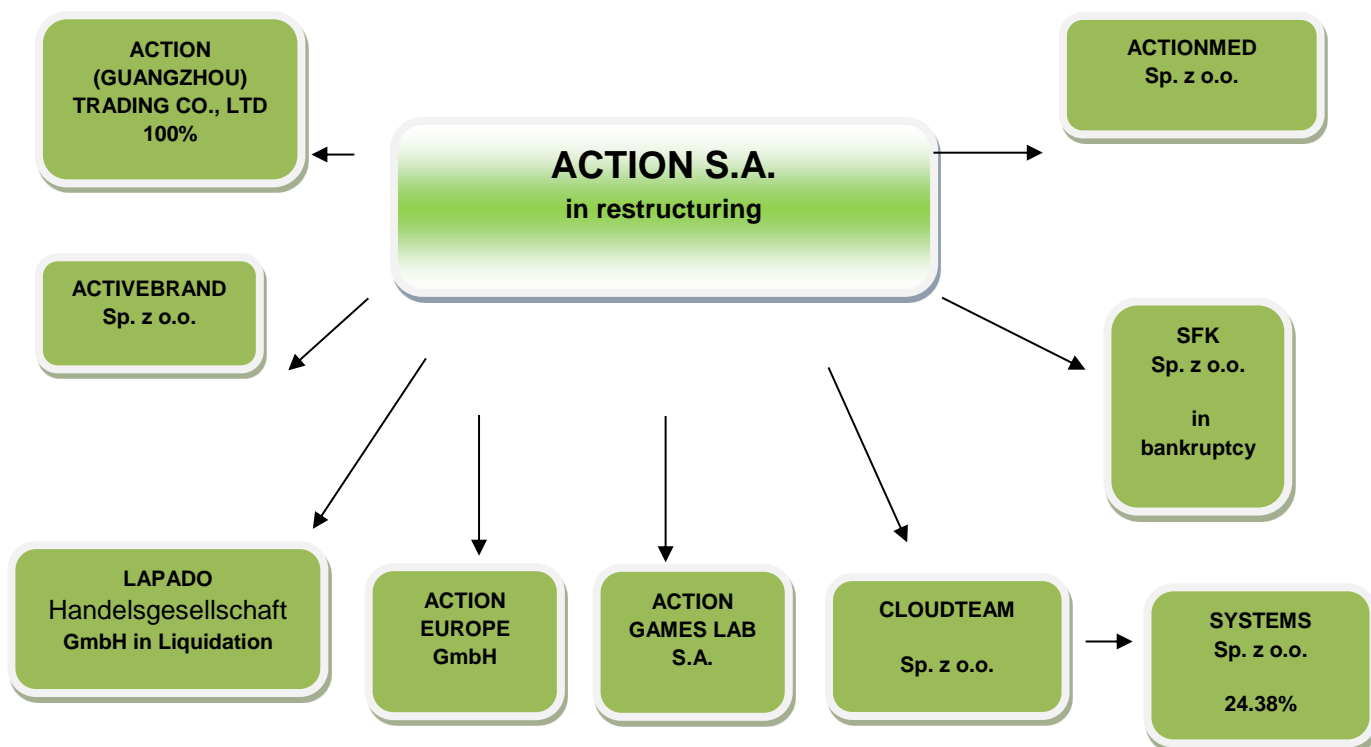 ACTION
(GUANGZHOU)
TRADING CO., LTD
100%
ACTION S.A.
in restructuring
ACTIONMED
Sp. z o.o.
ACTIVEBRAND
Sp. z o.o.
SFK
Sp. z o.o.
in
bankruptcy
LAPADO
Handelsgesellschaft
GmbH in Liquidation
ACTION
EUROPE
GmbH
ACTION
GAMES LAB
S.A.
CLOUDTEAM
Sp. z o.o.
SYSTEMS
Sp. z o.o.
24.38%